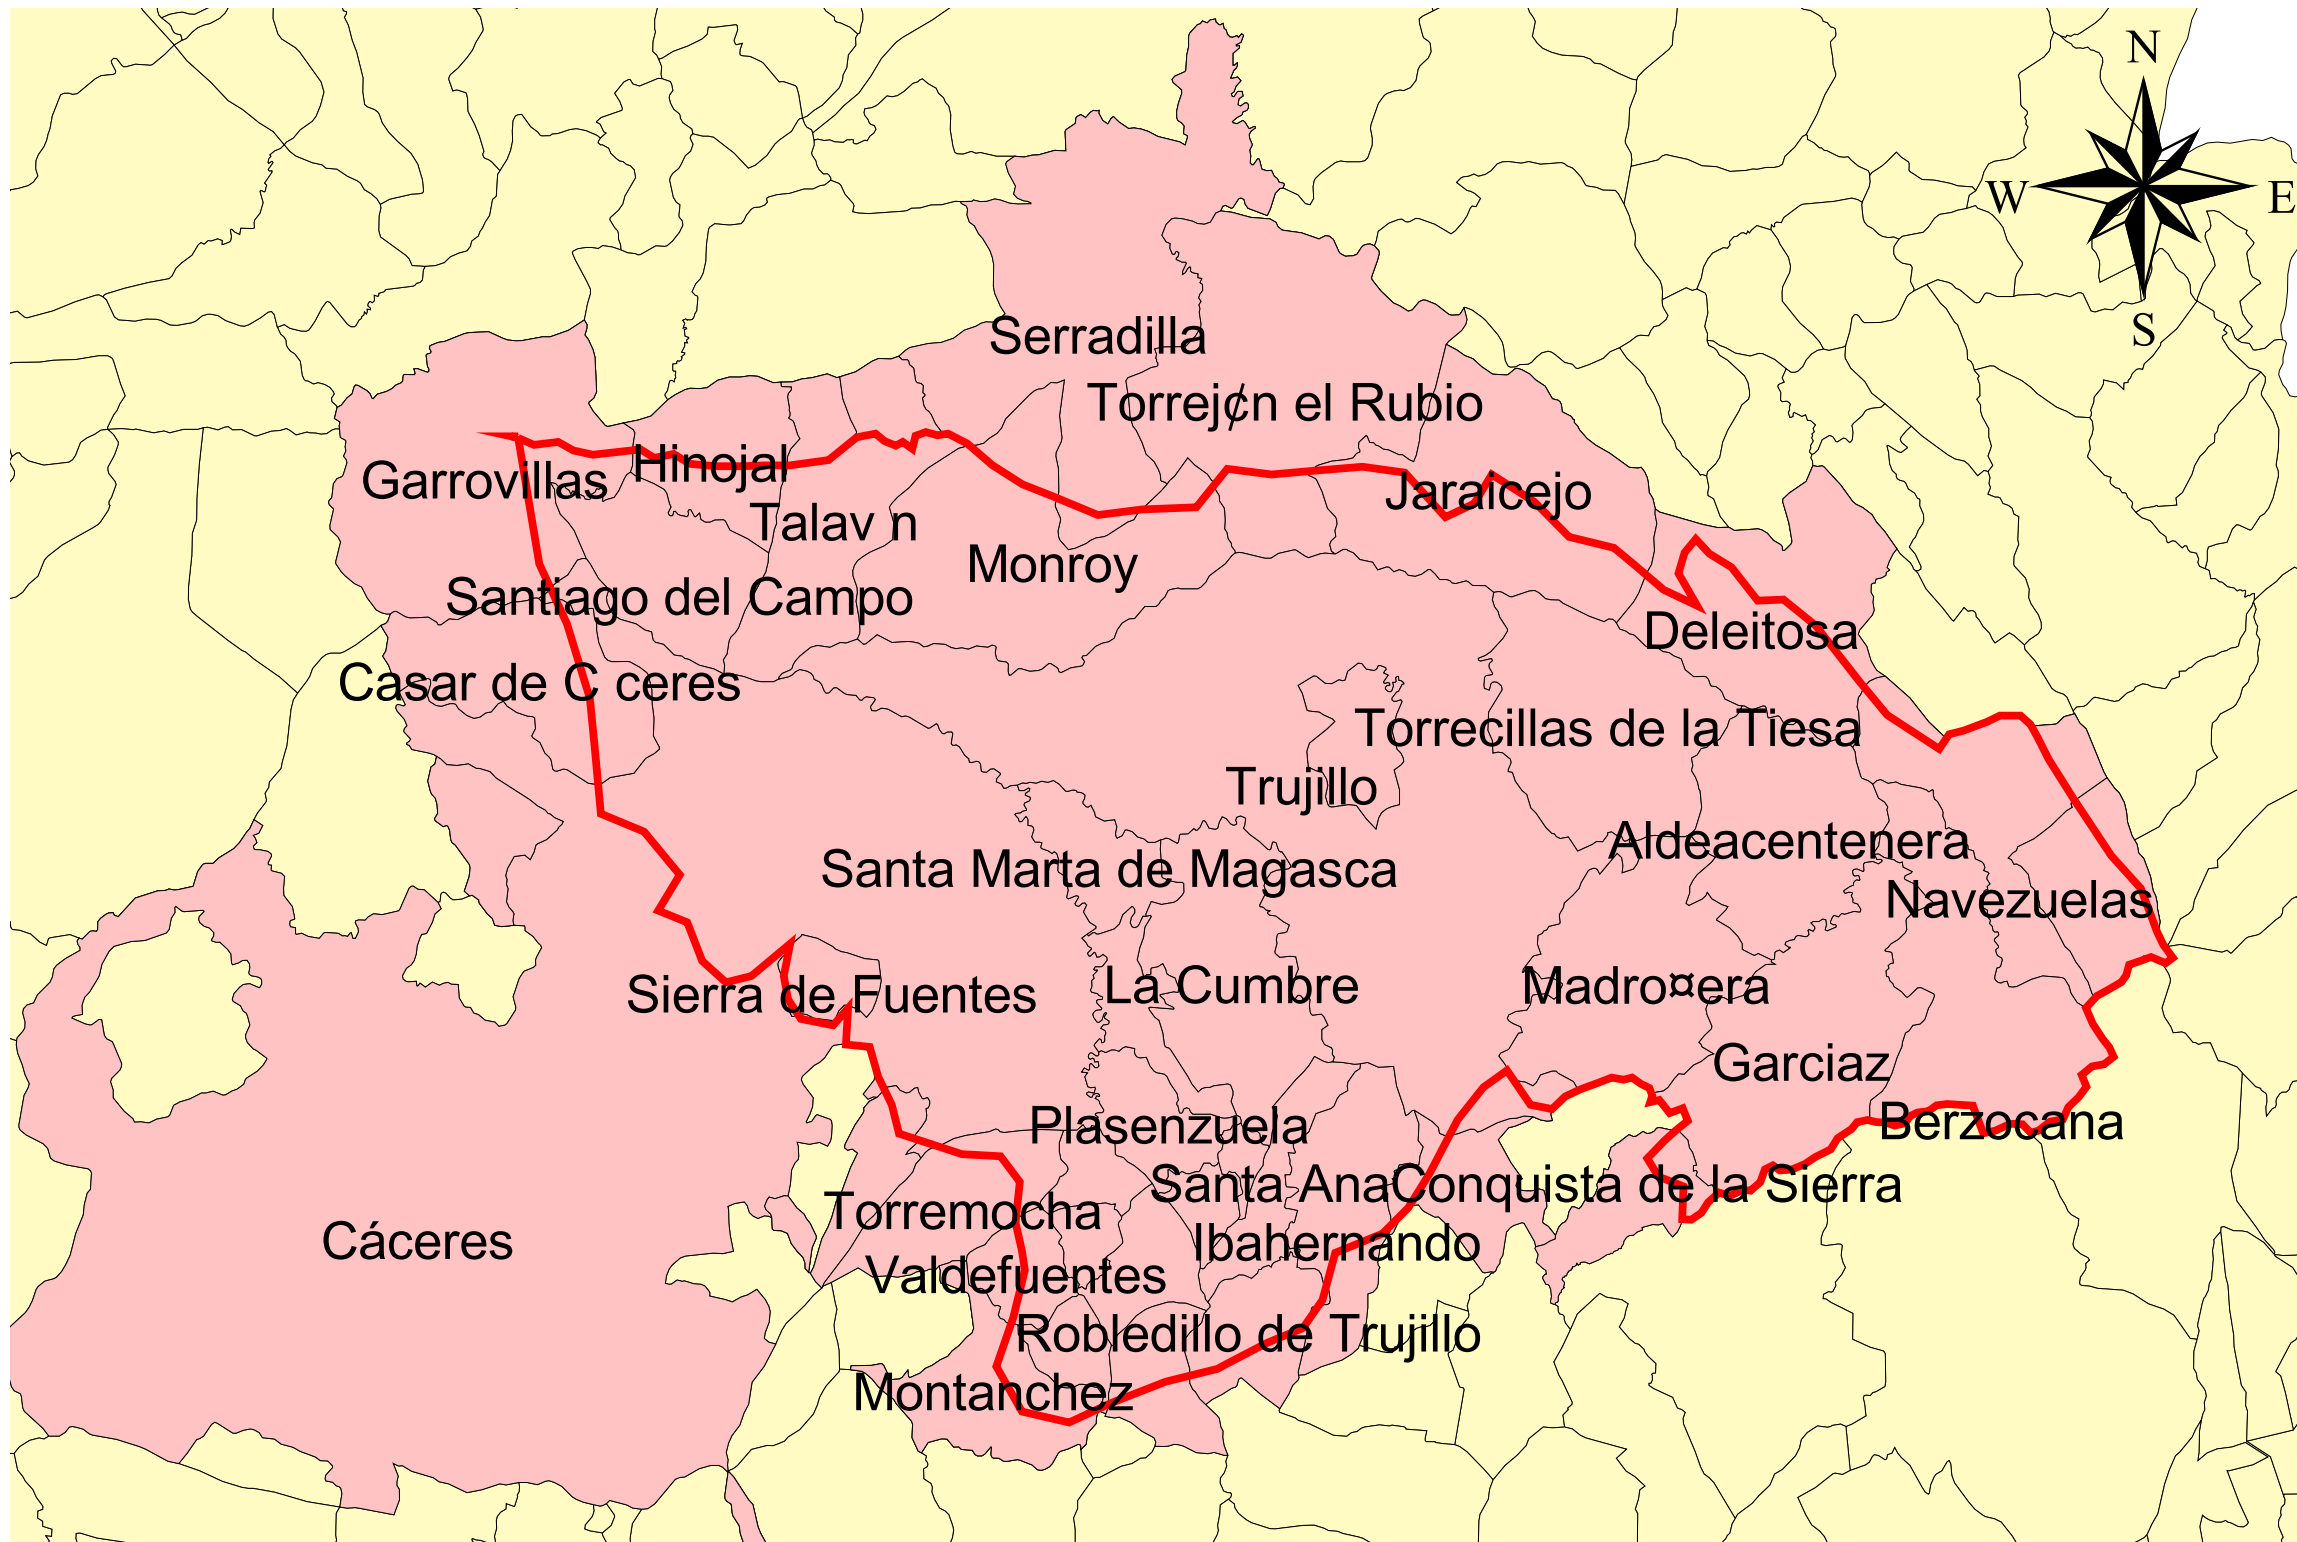 N
W
E
S
Serradilla
Torrej¢n el Rubio
Hinojal
Garrovillas
Jaraicejo
Talav n
Monroy
Santiago del Campo
Deleitosa
Casar de C ceres
Torrecillas de la Tiesa
Trujillo
Aldeacentenera
Santa Marta de Magasca
Navezuelas
Sierra de Fuentes
La Cumbre
Madro¤era
Garciaz
Plasenzuela
Berzocana
Santa Ana
Conquista de la Sierra
Torremocha
Cáceres
Ibahernando
Valdefuentes
Robledillo de Trujillo
Montanchez